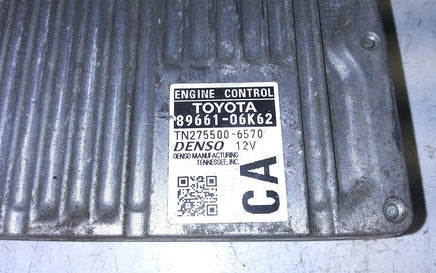 ENGINE CONTROL
TOYOTA
89661-06K62
TN275500-6570
DENSO 12V
DENSO MANUFACTURING
TENNESSEE, INC.
CA